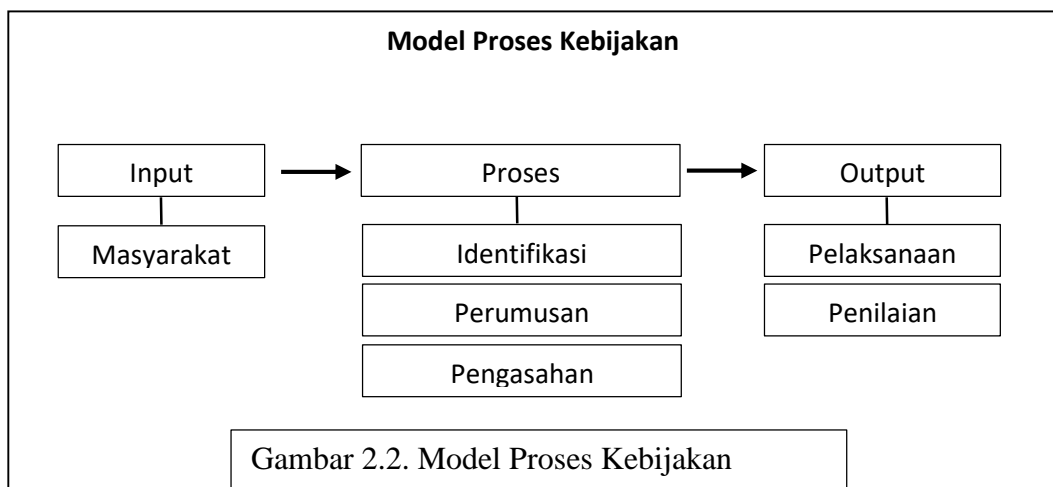 Model Proses Kebijakan
Input
Proses
Output
Masyarakat
Identifikasi
Pelaksanaan
Perumusan
Penilaian
Pengasahan
Gambar 2.2. Model Proses Kebijakan